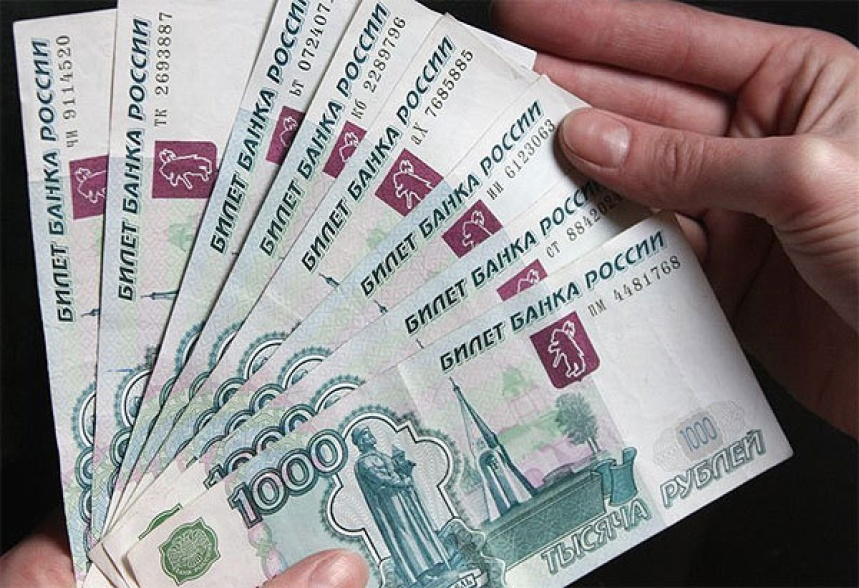 БИЛЕТ БАНКА РОССИИ
чи 9114520
БИЛЕТ БАНКА РОССИИ
тк 2693887
БИЛЕТ БАНКА РОССИИ
ьт 072407
БИЛЕТ БАНКА РОССИИ
кб 2289796
БИЛЕТ БАНКА РОССИИ
ах 7685885
БИЛЕТ БАНКА РОССИИ
ни 6123063
БИЛЕТ БАНКА РОССИИ
ст 884202
БИЛЕТ БАНКА РОССИИ
пм 4481768
1000
1000
ТЫСЯЧА РУБЛЕЙ